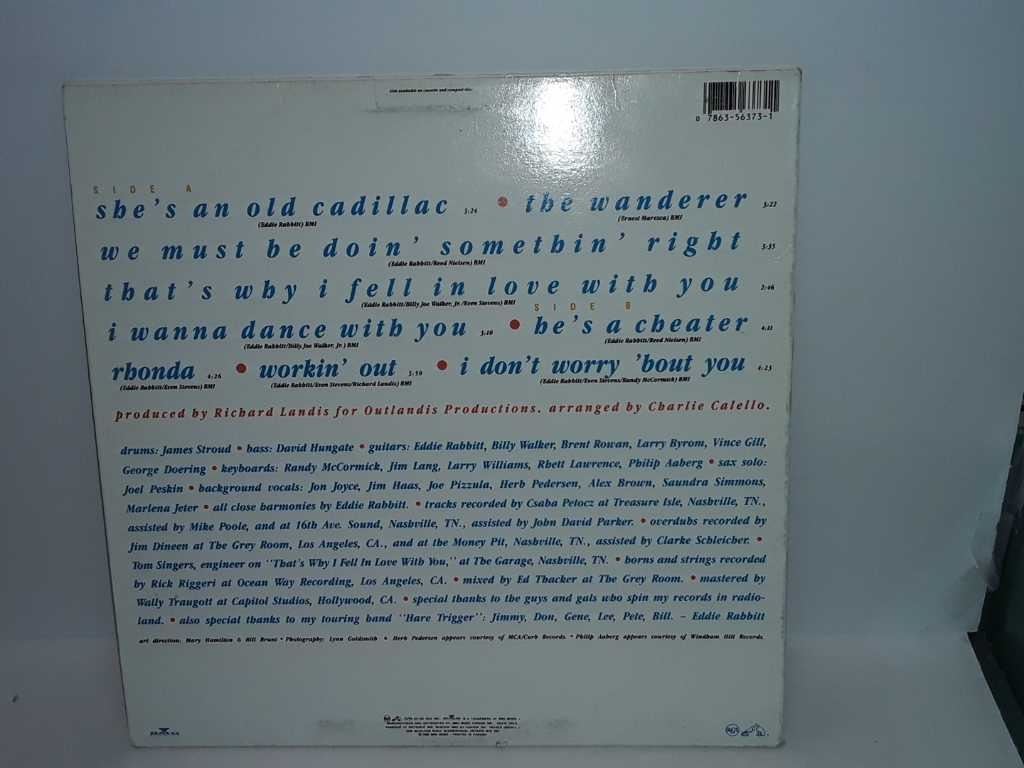 Also available on cassette and compact disc.
0 7863-56373-1
SIDE A
she's an old cadillac 3:24 • the wanderer 3:22
(Eddie Rabbitt) BMI (Ernest Maresca) BMI
we must be doin' somethin' right 3:35
(Eddie Rabbitt/Reed Nielsen) BMI
that's why i fell in love with you 2:46
(Eddie Rabbitt/Billy Joe Walker, Jr./Even Stevens) BMI
SIDE B
i wanna dance with you 3:10 • he's a cheater 4:11
(Eddie Rabbitt/Billy Joe Walker, Jr.) BMI (Eddie Rabbitt/Reed Nielsen) BMI
rhonda 4:26 • workin' out 3:59 • i don't worry 'bout you 4:23
(Eddie Rabbitt/Even Stevens) BMI (Eddie Rabbitt/Even Stevens/Richard Landis) BMI (Eddie Rabbitt/Even Stevens/Randy McCormick) BMI
produced by Richard Landis for Outlandis Productions. arranged by Charlie Calello.
drums: James Stroud • bass: David Hungate • guitars: Eddie Rabbitt, Billy Walker, Brent Rowan, Larry Byrom, Vince Gill,
George Doering • keyboards: Randy McCormick, Jim Lang, Larry Williams, Rhett Lawrence, Philip Aaberg • sax solo:
Joel Peskin • background vocals: Jon Joyce, Jim Haas, Joe Pizzula, Herb Pedersen, Alex Brown, Saundra Simmons,
Marlena Jeter • all close harmonies by Eddie Rabbitt. • tracks recorded by Csaba Petocz at Treasure Isle, Nashville, TN.,
assisted by Mike Poole, and at 16th Ave. Sound, Nashville, TN., assisted by John David Parker. • overdubs recorded by
Jim Dineen at The Grey Room, Los Angeles, CA., and at the Money Pit, Nashville, TN., assisted by Clarke Schleicher. •
Tom Singers, engineer on "That's Why I Fell In Love With You," at The Garage, Nashville, TN. • horns and strings recorded
by Rick Riggeri at Ocean Way Recording, Los Angeles, CA. • mixed by Ed Thacker at The Grey Room. • mastered by
Wally Traugott at Capitol Studios, Hollywood, CA. • special thanks to the guys and gals who spin my records in radio-
land. • also special thanks to my touring band "Hare Trigger": Jimmy, Don, Gene, Lee, Pete, Bill. – Eddie Rabbitt
art direction: Mary Hamilton & Bill Brunt • Photography: Lynn Goldsmith • Herb Pedersen appears courtesy of MCA/Curb Records. • Philip Aaberg appears courtesy of Windham Hill Records.
RCA